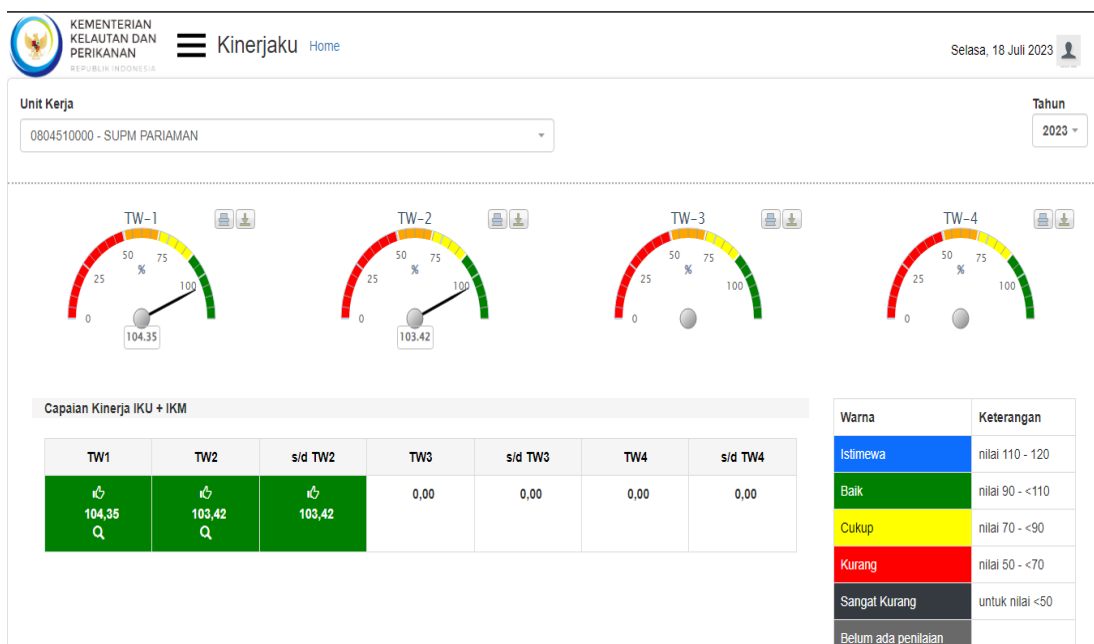 KEMENTERIAN
KELAUTAN DAN
PERIKANAN
REPUBLIK INDONESIA
Kinerjaku Home
Selasa, 18 Juli 2023
Unit Kerja
Tahun
0804510000 - SUPM PARIAMAN
2023
TW-1
0
25
50
75
100
%
104.35
TW-2
0
25
50
75
100
%
103.42
TW-3
0
25
50
75
100
%
TW-4
0
25
50
75
100
%
Capaian Kinerja IKU + IKM
TW1 TW2 s/d TW2 TW3 s/d TW3 TW4 s/d TW4
104,35 103,42 103,42 0,00 0,00 0,00 0,00
Warna Keterangan
Istimewa nilai 110 - 120
Baik nilai 90 - <110
Cukup nilai 70 - <90
Kurang nilai 50 - <70
Sangat Kurang untuk nilai <50
Belum ada penilaian